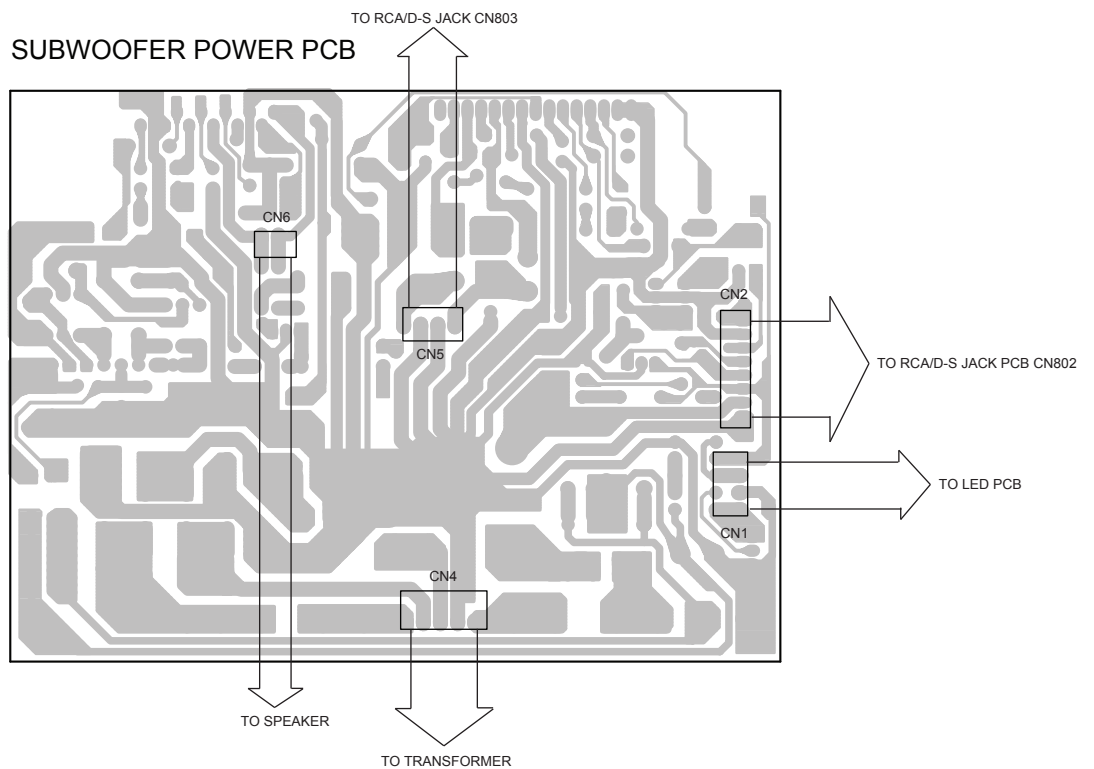 TO RCA/D-S JACK CN803
SUBWOOFER POWER PCB
CN6
CN2
CN5
TO RCA/D-S JACK PCB CN802
TO LED PCB
CN1
CN4
TO SPEAKER
TO TRANSFORMER